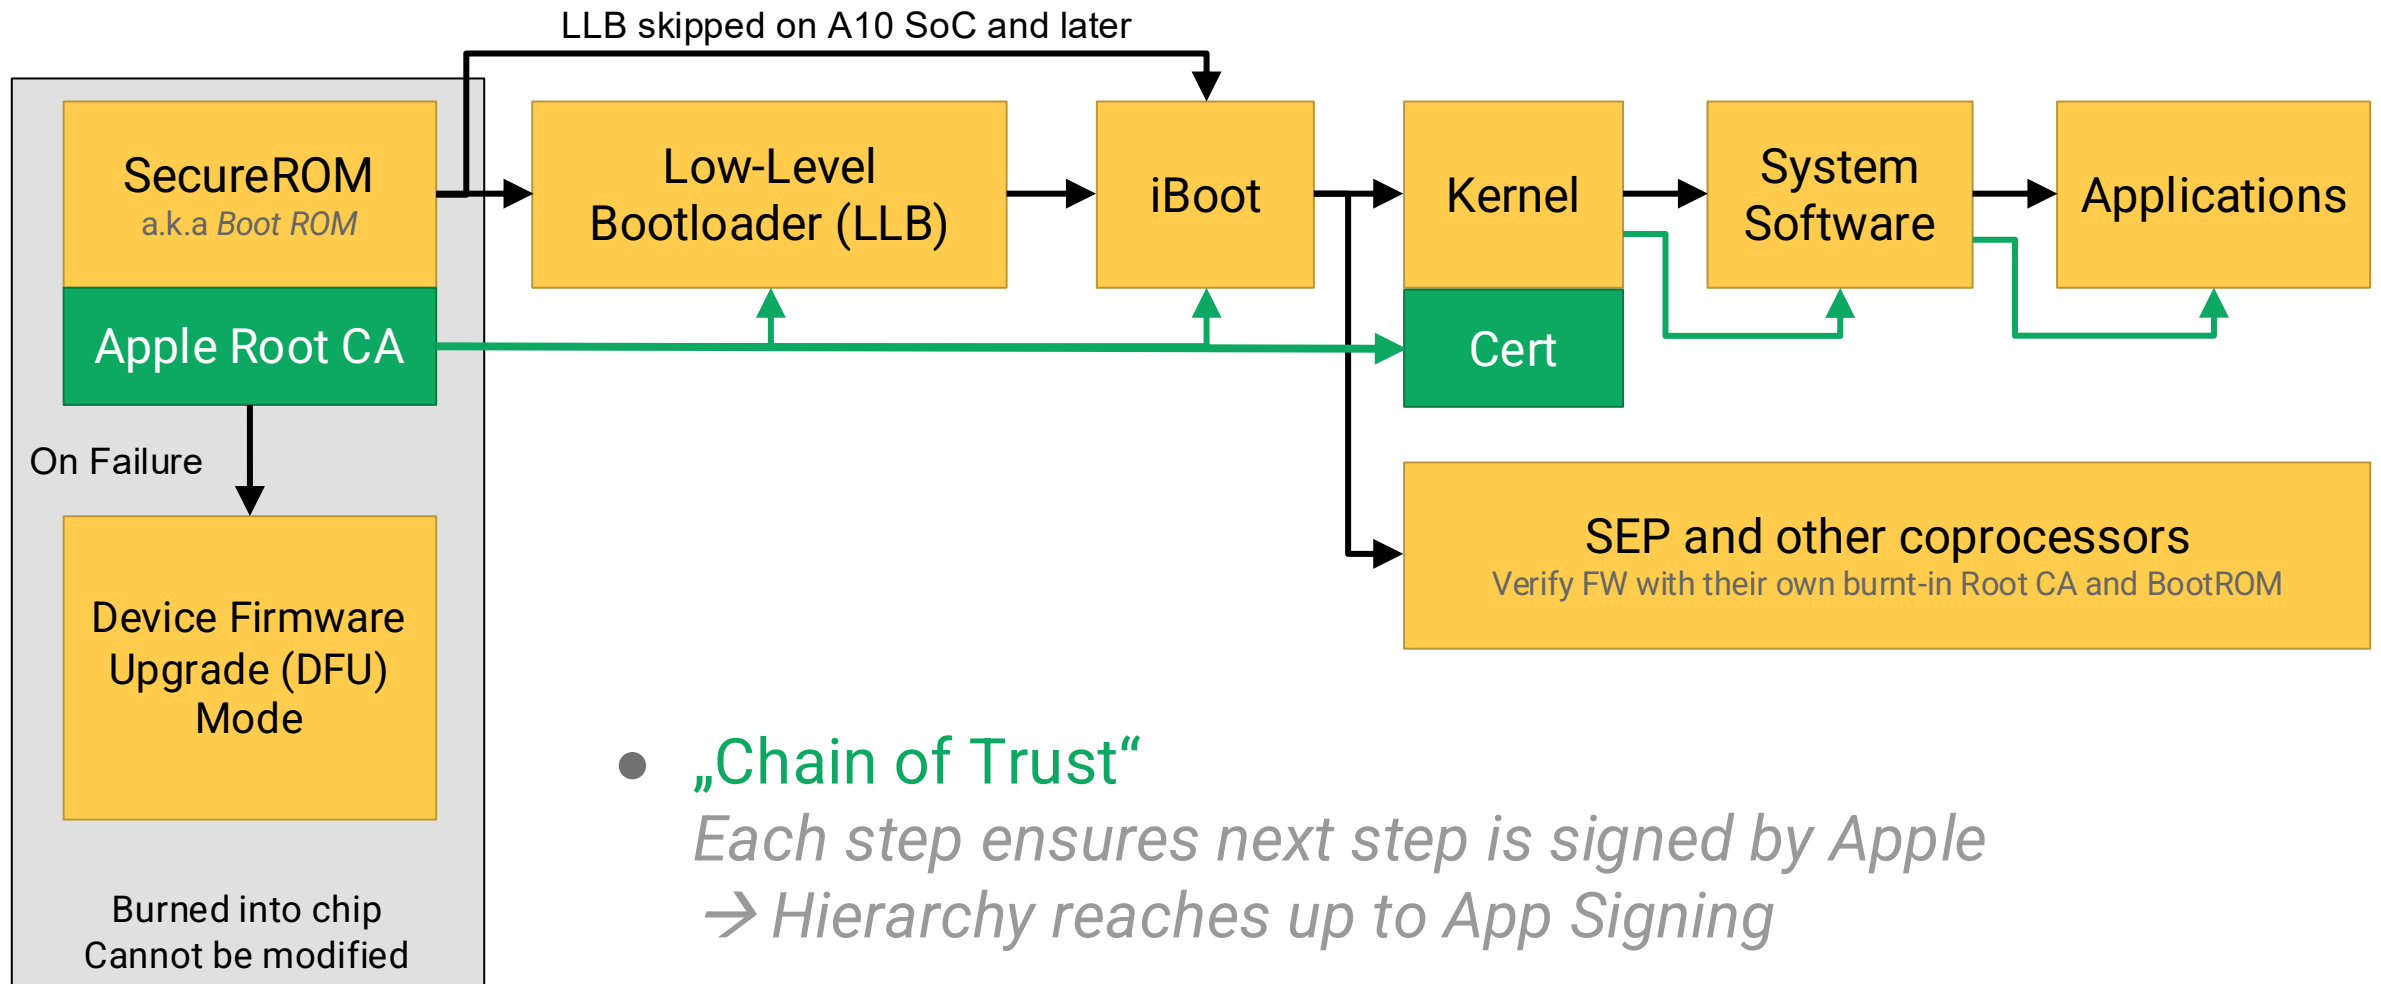 LLB skipped on A10 SoC and later
SecureROM
a.k.a Boot ROM
Apple Root CA
On Failure
Device Firmware
Upgrade (DFU)
Mode
Burned into chip
Cannot be modified
Low-Level
Bootloader (LLB)
iBoot
Kernel
Cert
System
Software
Applications
SEP and other coprocessors
Verify FW with their own burnt-in Root CA and BootROM
● „Chain of Trust“
Each step ensures next step is signed by Apple
→ Hierarchy reaches up to App Signing